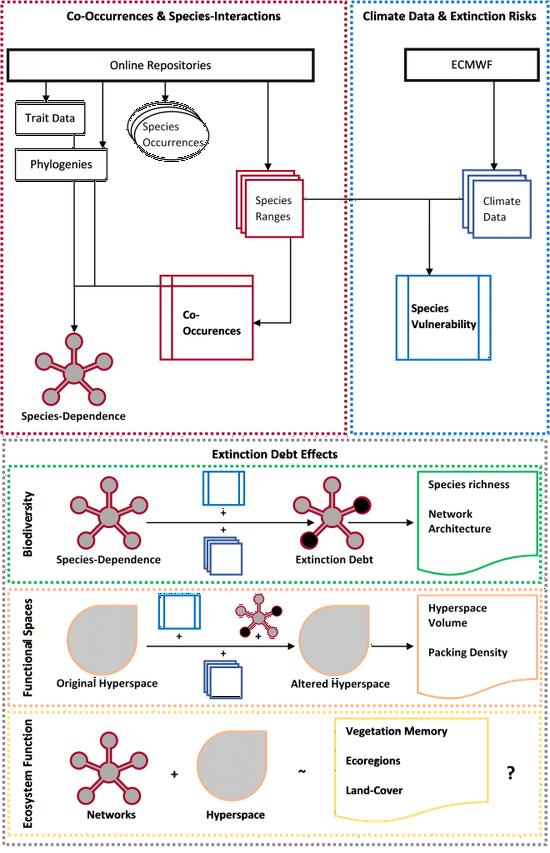 Co-Occurrences & Species-Interactions
Climate Data & Extinction Risks
Online Repositories
ECMWF
Trait Data
Species
Occurrences
Phylogenies
Species
Ranges
Climate
Data
Co-
Occurences
Species
Vulnerability
Species-Dependence
Extinction Debt Effects
Biodiversity
Species-Dependence
+
+
Extinction Debt
Species richness
Network
Architecture
Functional Spaces
Original Hyperspace
+
+
+
Altered Hyperspace
Hyperspace
Volume
Packing Density
Ecosystem Function
Networks
+
Hyperspace
~
Vegetation Memory
Ecoregions
Land-Cover
?